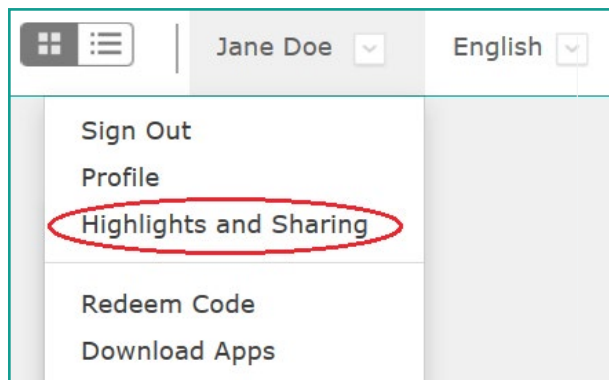 Jane Doe English
Sign Out
Profile
Highlights and Sharing
Redeem Code
Download Apps